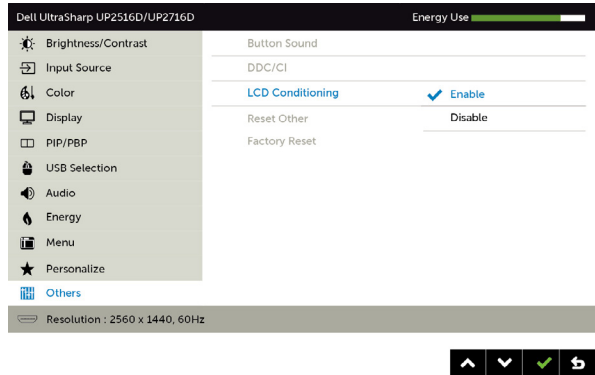 Dell UltraSharp UP2516D/UP2716D
Energy Use
Brightness/Contrast
Input Source
Color
Display
PIP/PBP
USB Selection
Audio
Energy
Menu
Personalize
Others
Button Sound
DDC/CI
LCD Conditioning
Enable
Disable
Reset Other
Factory Reset
Resolution : 2560 x 1440, 60Hz